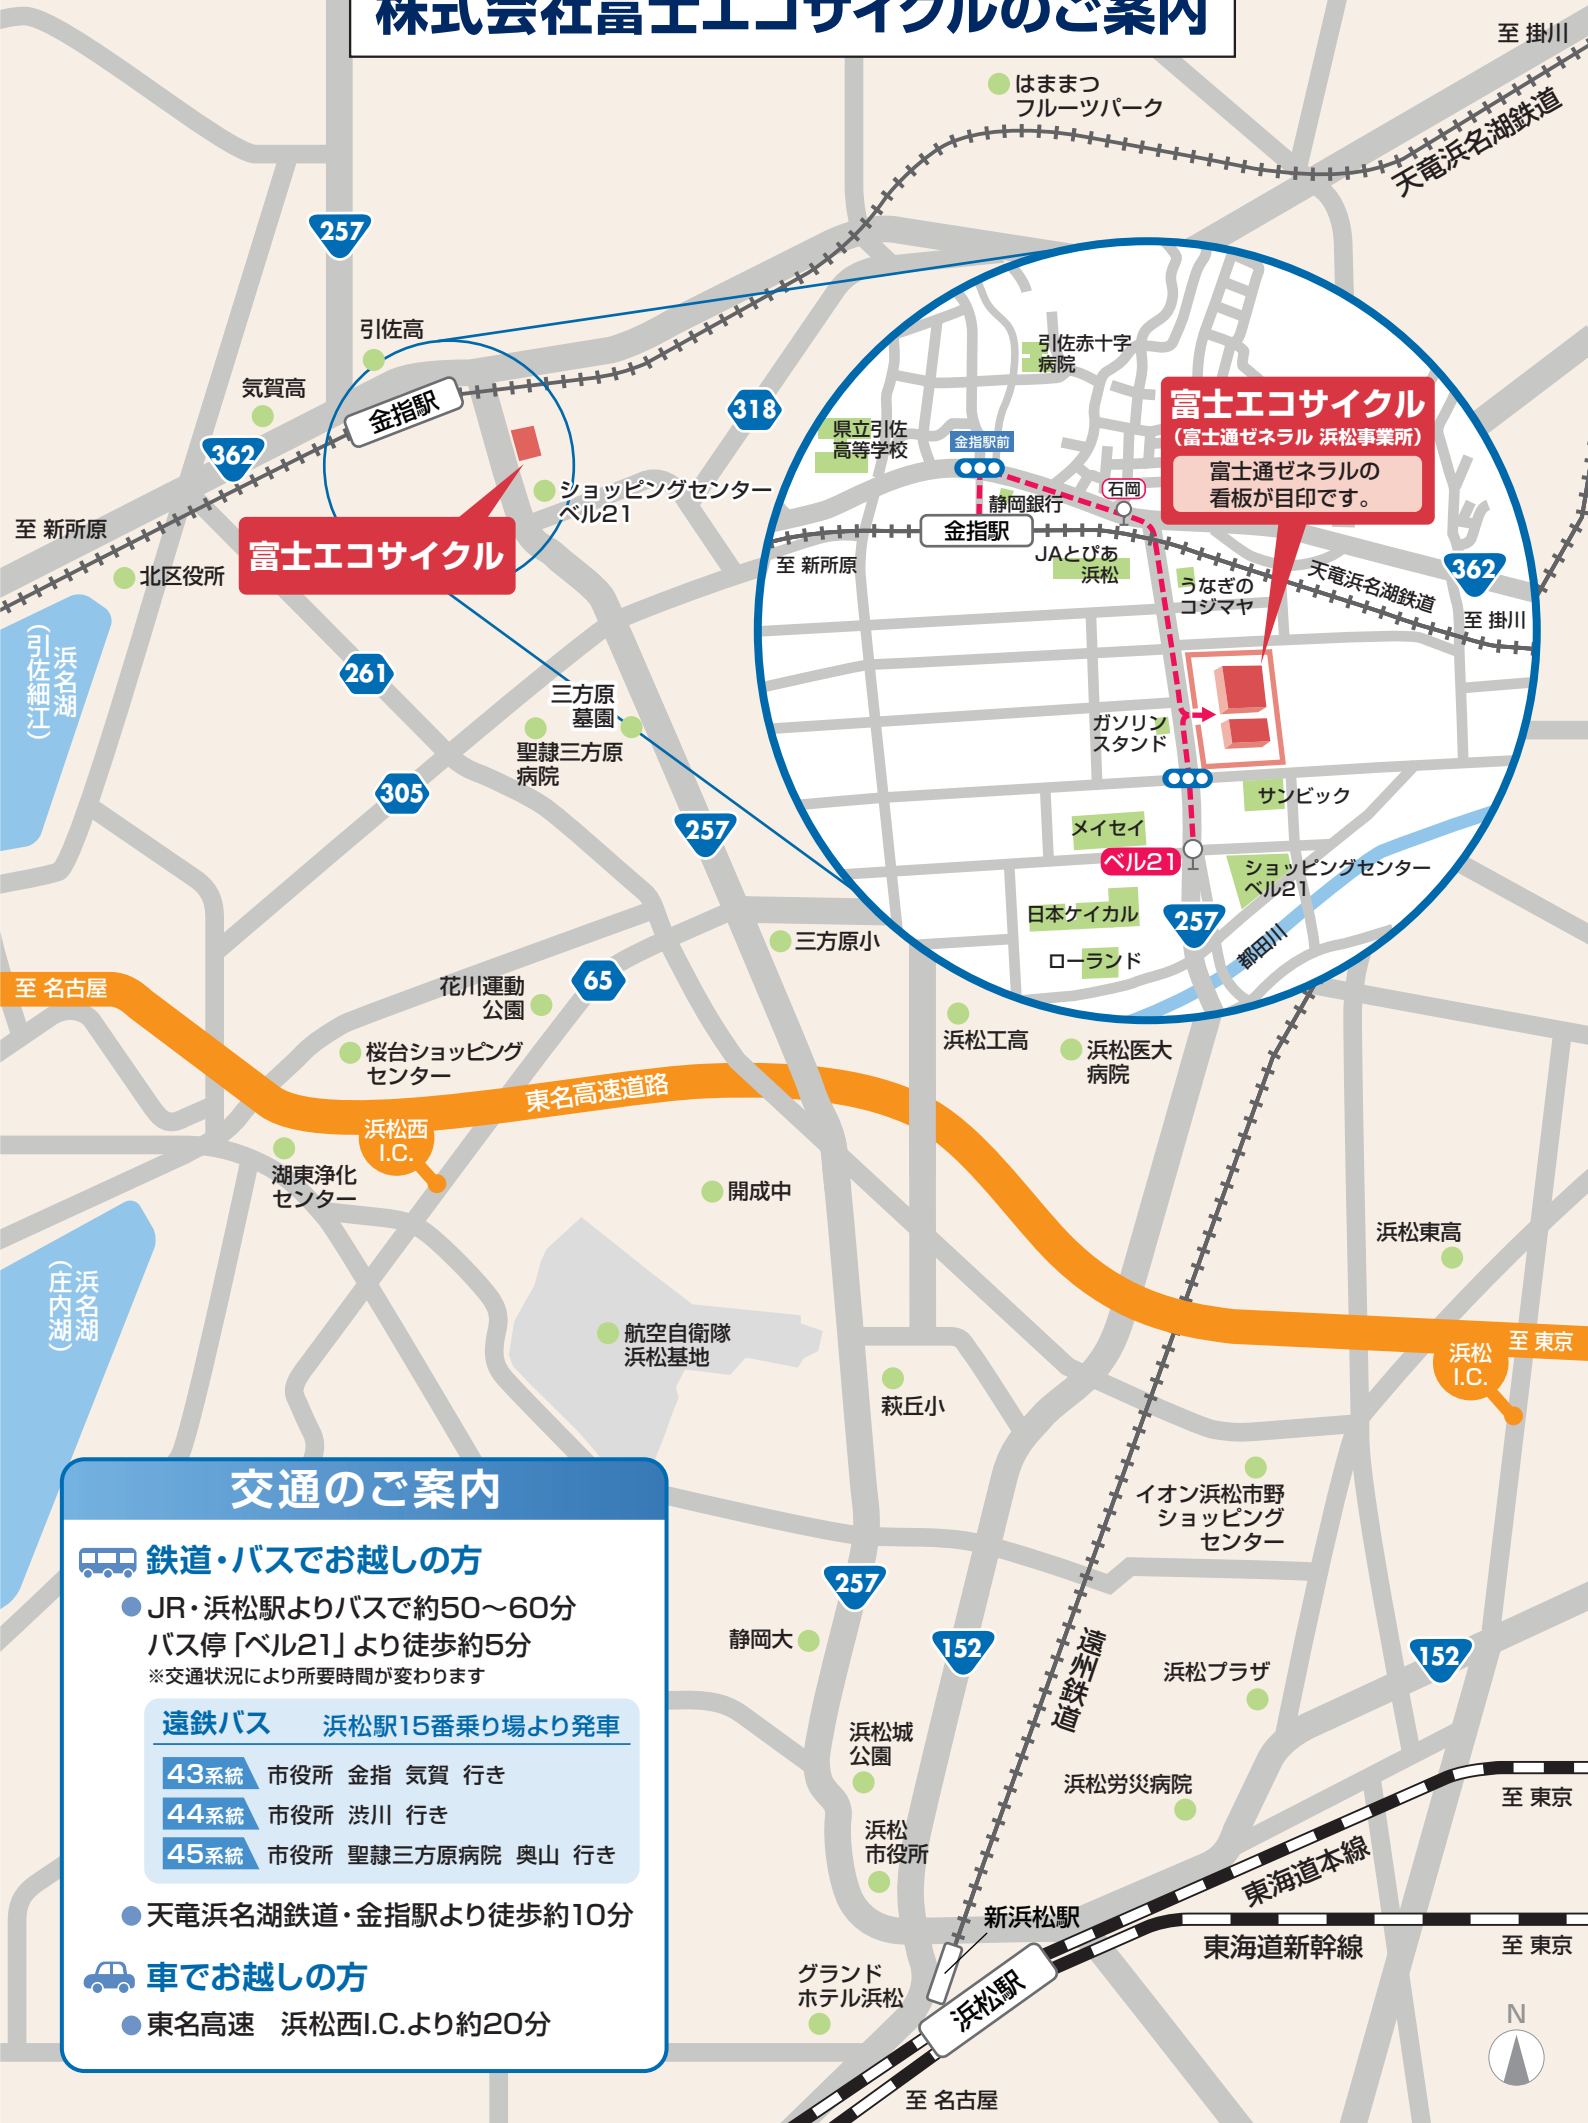 株式会社富士エコサイクルのご案内
至 掛川
はままつ
フルーツパーク
天竜浜名湖鉄道
257
引佐高
気賀高
金指駅
362
318
至 新所原
ショッピングセンター
ベル21
富士エコサイクル
北区役所
浜名湖
（引佐細江）
261
三方原
墓園
聖隷三方原
病院
305
257
引佐赤十字
病院
県立引佐
高等学校
金指駅前
富士エコサイクル
（富士通ゼネラル 浜松事業所）
富士通ゼネラルの
看板が目印です。
石岡
静岡銀行
金指駅
至 新所原
JAとぴあ
浜松
うなぎの
コジマヤ
天竜浜名湖鉄道
362
至 掛川
ガソリン
スタンド
サンビック
メイセイ
ベル21
ショッピングセンター
ベル21
日本ケイカル
257
都田川
ローランド
三方原小
至 名古屋
花川運動
公園
65
桜台ショッピング
センター
浜松工高
浜松医大
病院
東名高速道路
浜松西
I.C.
湖東浄化
センター
開成中
浜松東高
浜名湖
（庄内湖）
航空自衛隊
浜松基地
至 東京
浜松
I.C.
萩丘小
イオン浜松市野
ショッピング
センター
257
静岡大
152
遠州鉄道
浜松プラザ
152
浜松城
公園
浜松労災病院
至 東京
浜松
市役所
東海道本線
新浜松駅
東海道新幹線
至 東京
グランド
ホテル浜松
浜松駅
至 名古屋
N
交通のご案内
鉄道・バスでお越しの方
●JR・浜松駅よりバスで約50〜60分
バス停「ベル21」より徒歩約5分
※交通状況により所要時間が変わります
遠鉄バス 浜松駅15番乗り場より発車
43系統 市役所 金指 気賀 行き
44系統 市役所 渋川 行き
45系統 市役所 聖隷三方原病院 奥山 行き
●天竜浜名湖鉄道・金指駅より徒歩約10分
車でお越しの方
●東名高速 浜松西I.C.より約20分